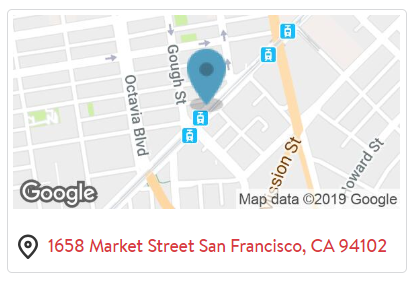 Gough St
Octavia Blvd
Mission St
Howard St
Google
Map data ©2019 Google
1658 Market Street San Francisco, CA 94102